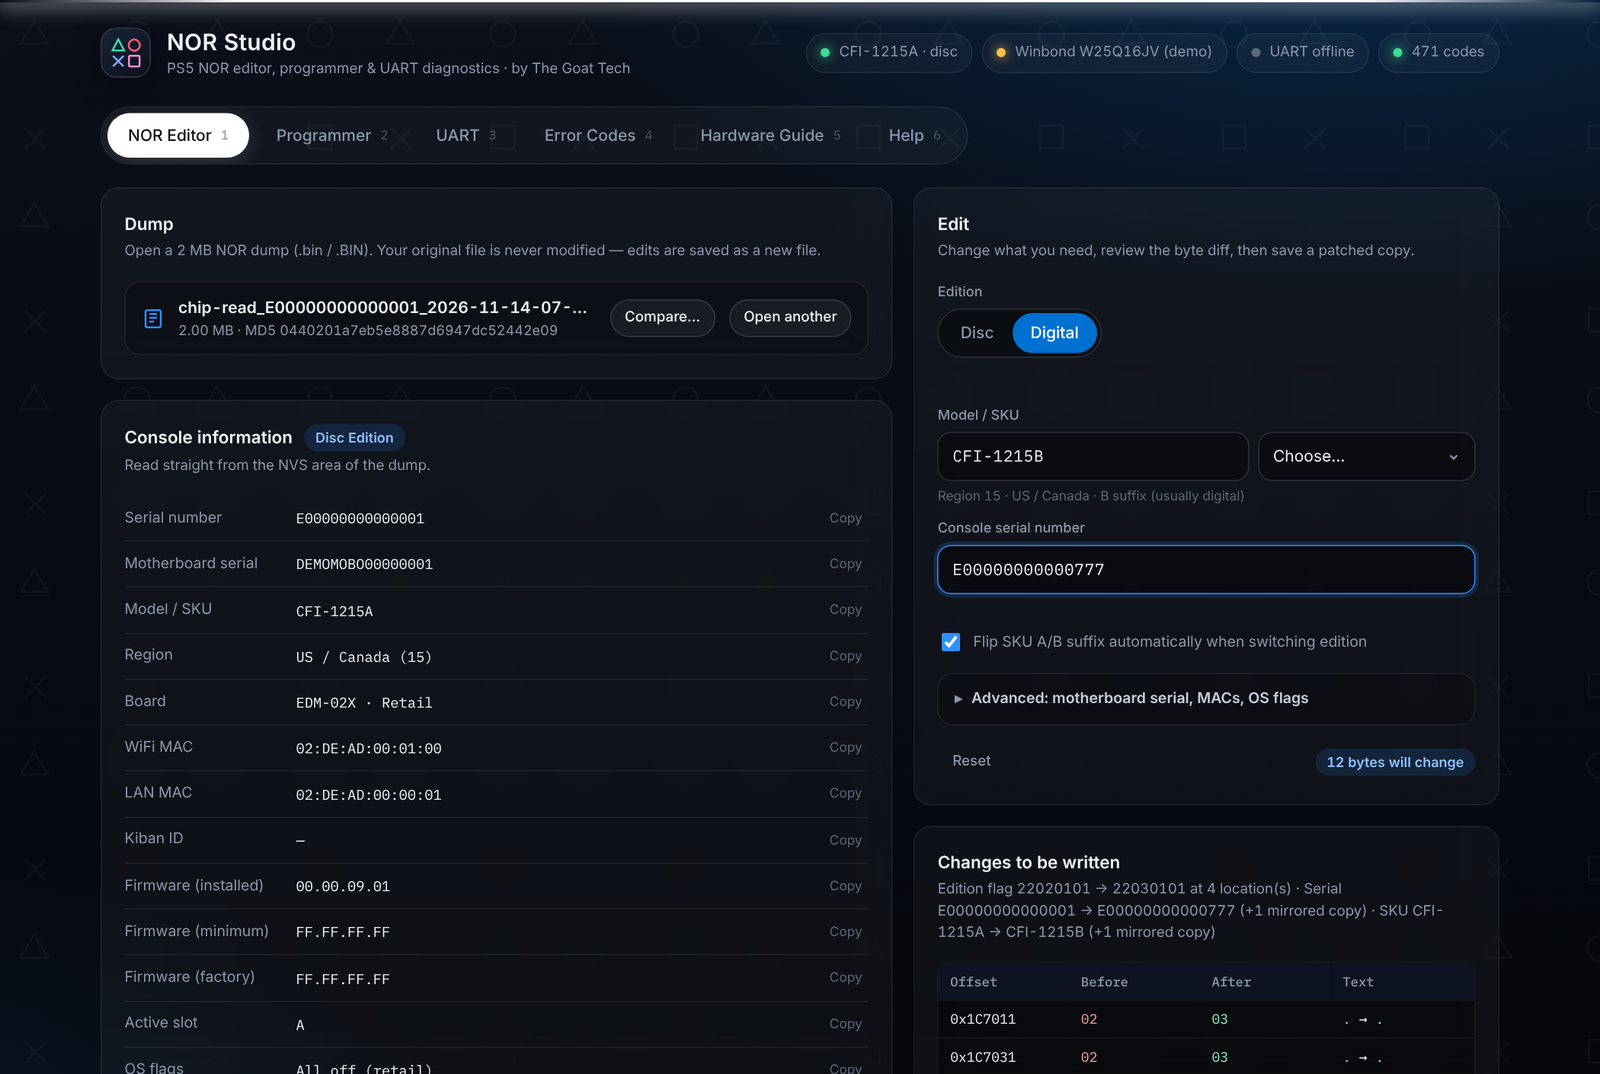 NOR Studio
PS5 NOR editor, programmer & UART diagnostics · by The Goat Tech
CFI-1215A · disc
Winbond W25Q16JV (demo)
UART offline
471 codes
NOR Editor 1
Programmer 2
UART 3
Error Codes 4
Hardware Guide 5
Help 6
Dump
Open a 2 MB NOR dump (.bin / .BIN). Your original file is never modified — edits are saved as a new file.
chip-read_E00000000000001_2026-11-14-07-...
2.00 MB · MD5 0440201a7eb5e8887d6947dc52442e09
Compare...
Open another
Console information
Disc Edition
Read straight from the NVS area of the dump.
Serial number E00000000000001 Copy
Motherboard serial DEMOMOBO00000001 Copy
Model / SKU CFI-1215A Copy
Region US / Canada (15) Copy
Board EDM-02X · Retail Copy
WiFi MAC 02:DE:AD:00:01:00 Copy
LAN MAC 02:DE:AD:00:00:01 Copy
Kiban ID — Copy
Firmware (installed) 00.00.09.01 Copy
Firmware (minimum) FF.FF.FF.FF Copy
Firmware (factory) FF.FF.FF.FF Copy
Active slot A Copy
OS flags All off (retail) Copy
Edit
Change what you need, review the byte diff, then save a patched copy.
Edition
Disc
Digital
Model / SKU
CFI-1215B
Choose...
Region 15 · US / Canada · B suffix (usually digital)
Console serial number
E00000000000777
Flip SKU A/B suffix automatically when switching edition
Advanced: motherboard serial, MACs, OS flags
Reset
12 bytes will change
Changes to be written
Edition flag 22020101 → 22030101 at 4 location(s) · Serial
E00000000000001 → E00000000000777 (+1 mirrored copy) · SKU CFI-
1215A → CFI-1215B (+1 mirrored copy)
Offset Before After Text
0x1C7011 02 03 . → .
0x1C7031 02 03 . → .